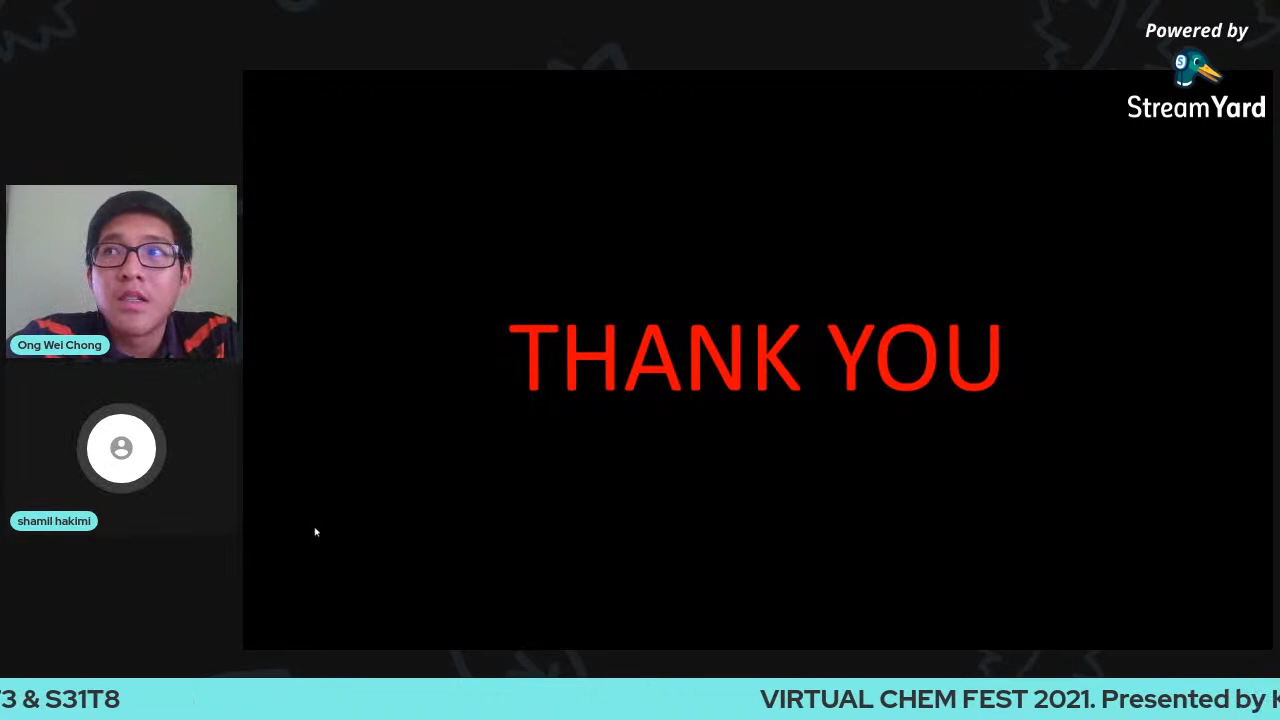 Powered by
StreamYard
Ong Wei Chong
THANK YOU
shamil hakimi
3 & S31T8
VIRTUAL CHEM FEST 2021. Presented by